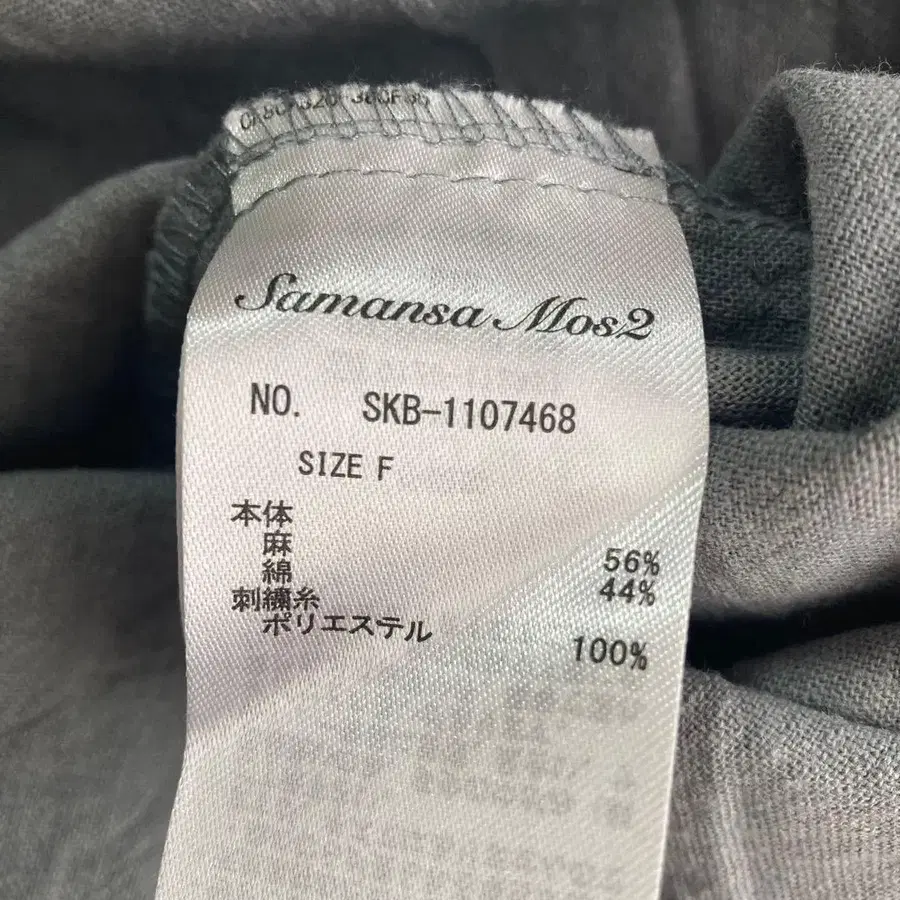 Samansa Mos2
NO. SKB-1107468
SIZE F
本体
麻 56%
綿 44%
刺繍糸
ポリエステル 100%